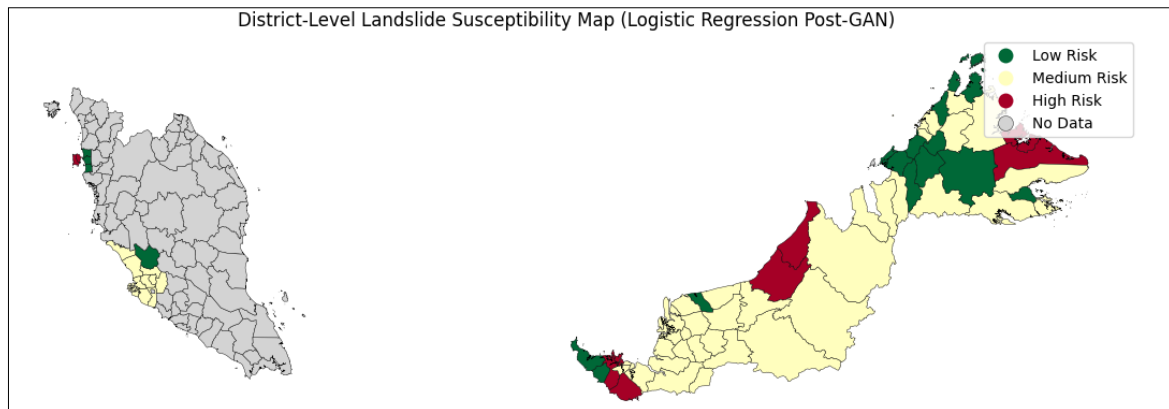 District-Level Landslide Susceptibility Map (Logistic Regression Post-GAN)
Low Risk
Medium Risk
High Risk
No Data